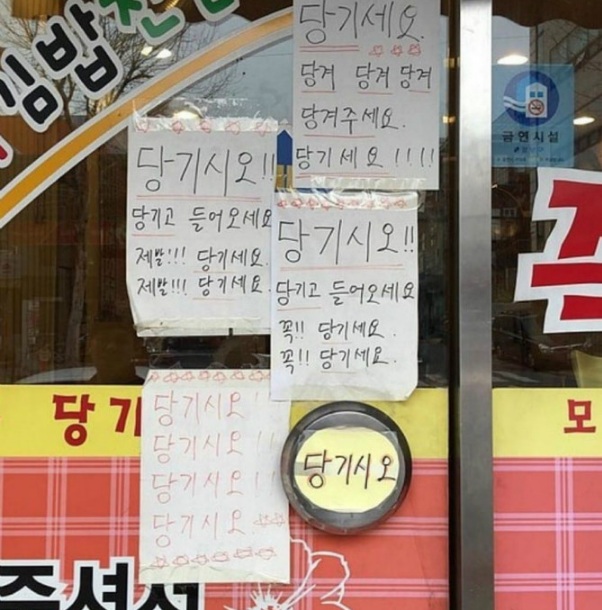 김밥천
당기세요.
당겨 당겨 당겨
당겨주세요.
당기세요!!!!
금연시설
당기시오!!
당기고 들어오세요
제발!!! 당기세요.
제발!!! 당기세요.
당기시오!!
당기고 들어오세요
꼭!! 당기세요.
꼭!! 당기세요.
당기
모
당기시오!
당기시오!!
당기시오!!
당기시오
당기시오
주셔서